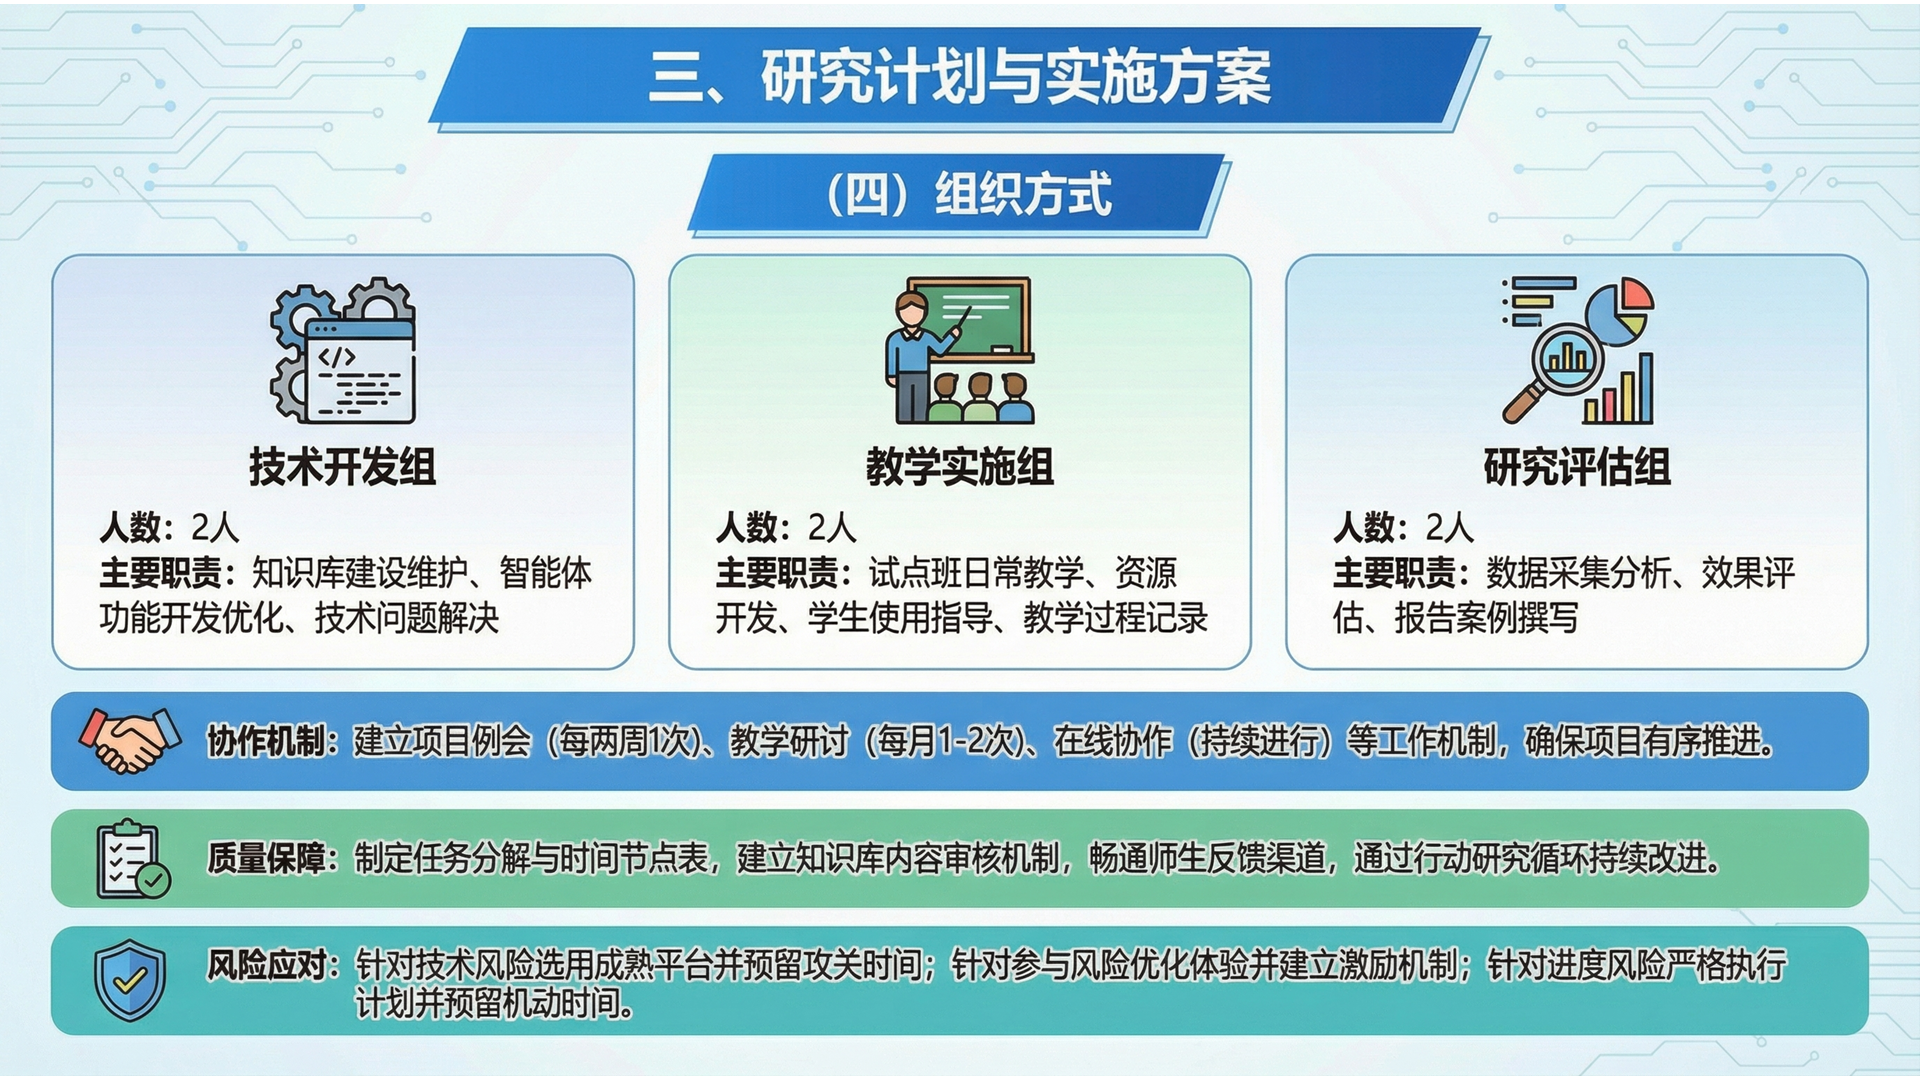 三、研究计划与实施方案
（四）组织方式
</>
技术开发组
人数：2人
主要职责：知识库建设维护、智能体
功能开发优化、技术问题解决
教学实施组
人数：2人
主要职责：试点班日常教学、资源
开发、学生使用指导、教学过程记录
研究评估组
人数：2人
主要职责：数据采集分析、效果评
估、报告案例撰写
协作机制：建立项目例会（每两周1次）、教学研讨（每月1-2次）、在线协作（持续进行）等工作机制，确保项目有序推进。
质量保障：制定任务分解与时间节点表，建立知识库内容审核机制，畅通师生反馈渠道，通过行动研究循环持续改进。
风险应对：针对技术风险选用成熟平台并预留攻关时间；针对参与风险优化体验并建立激励机制；针对进度风险严格执行
计划并预留机动时间。